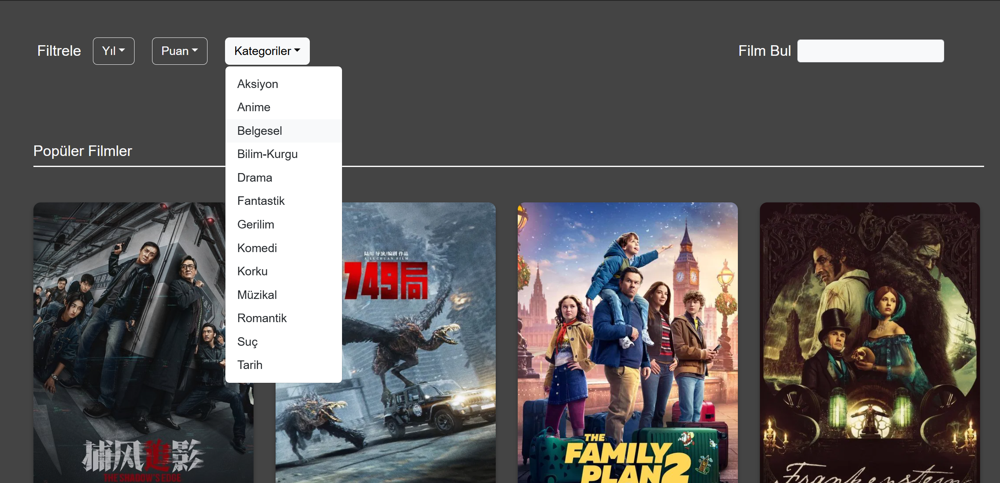 Filtrele
Yıl
Puan
Kategoriler
Film Bul
Aksiyon
Anime
Belgesel
Bilim-Kurgu
Drama
Fantastik
Gerilim
Komedi
Korku
Müzikal
Romantik
Suç
Tarih
Popüler Filmler
捕风追影
THE SHADOW'S EDGE
陆川 导演/编剧 作品
A LUCHUAN FILM
749局
THE
FAMILY
PLAN 2
Frankenstein